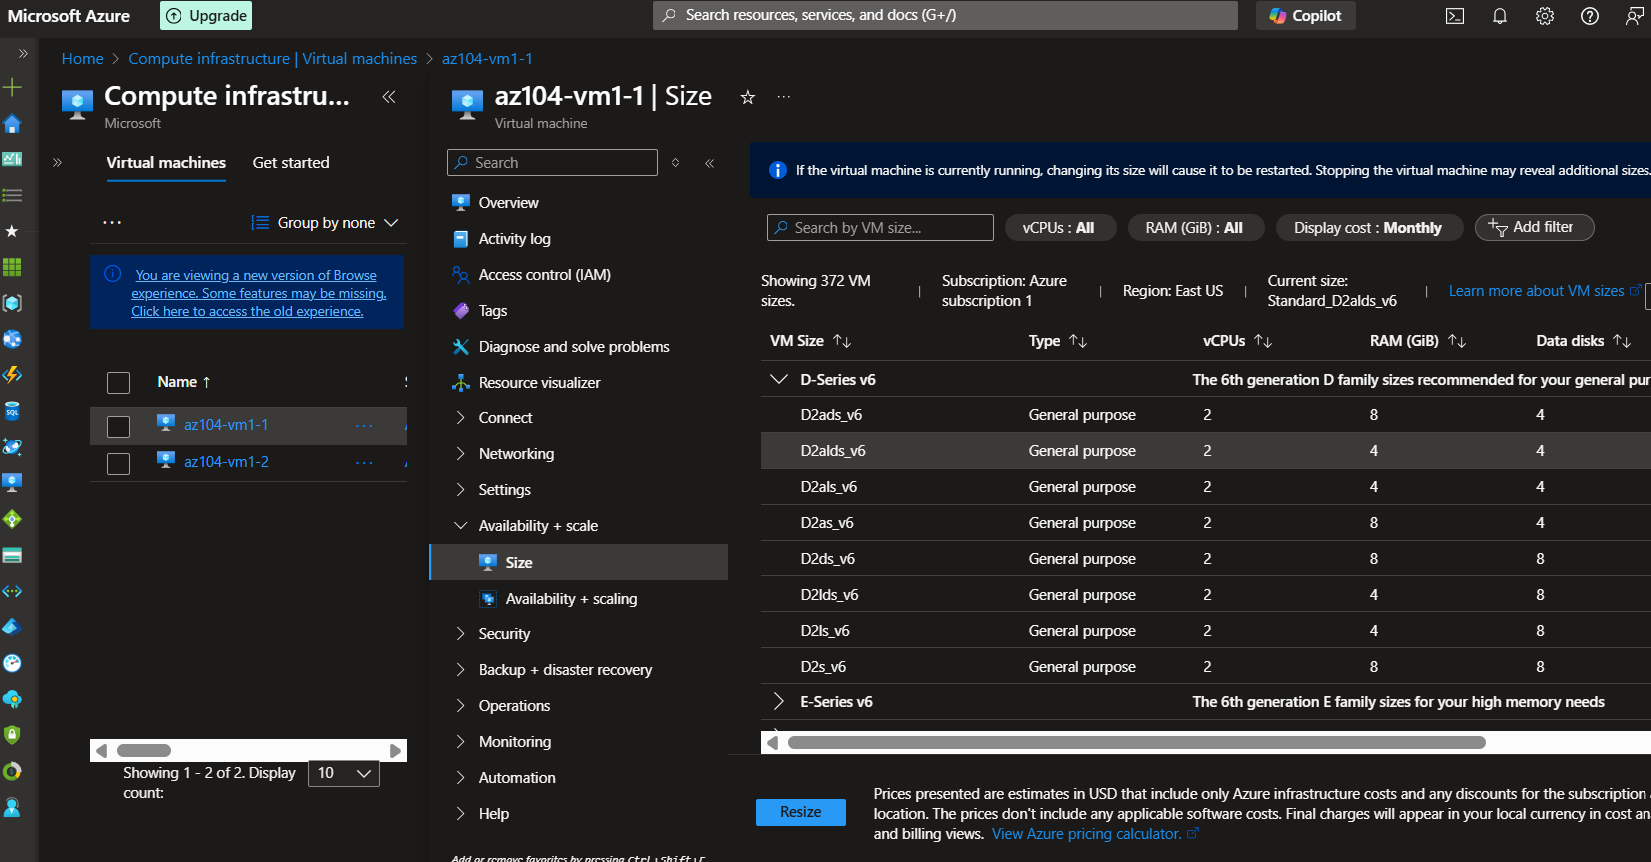 Microsoft Azure
Upgrade
Search resources, services, and docs (G+/)
Copilot
Home > Compute infrastructure | Virtual machines > az104-vm1-1
Compute infrastru...
Microsoft
Virtual machines
Get started
Group by none
You are viewing a new version of Browse
experience. Some features may be missing.
Click here to access the old experience.
Name ↑
az104-vm1-1
az104-vm1-2
Showing 1 - 2 of 2. Display
count:
10
az104-vm1-1 | Size
Virtual machine
Search
Overview
Activity log
Access control (IAM)
Tags
Diagnose and solve problems
Resource visualizer
Connect
Networking
Settings
Availability + scale
Size
Availability + scaling
Security
Backup + disaster recovery
Operations
Monitoring
Automation
Help
Add or remove favorites by pressing Ctrl+Shift+F
If the virtual machine is currently running, changing its size will cause it to be restarted. Stopping the virtual machine may reveal additional sizes.
Search by VM size...
vCPUs : All
RAM (GiB) : All
Display cost : Monthly
Add filter
Showing 372 VM
sizes.
Subscription: Azure
subscription 1
Region: East US
Current size:
Standard_D2alds_v6
Learn more about VM sizes
VM Size ↑↓ Type ↑↓ vCPUs ↑↓ RAM (GiB) ↑↓ Data disks ↑↓
D-Series v6 The 6th generation D family sizes recommended for your general pur
D2ads_v6 General purpose 2 8 4
D2alds_v6 General purpose 2 4 4
D2als_v6 General purpose 2 4 4
D2as_v6 General purpose 2 8 4
D2ds_v6 General purpose 2 8 8
D2lds_v6 General purpose 2 4 8
D2ls_v6 General purpose 2 4 8
D2s_v6 General purpose 2 8 8
E-Series v6 The 6th generation E family sizes for your high memory needs
Resize
Prices presented are estimates in USD that include only Azure infrastructure costs and any discounts for the subscription
location. The prices don't include any applicable software costs. Final charges will appear in your local currency in cost an
and billing views. View Azure pricing calculator.